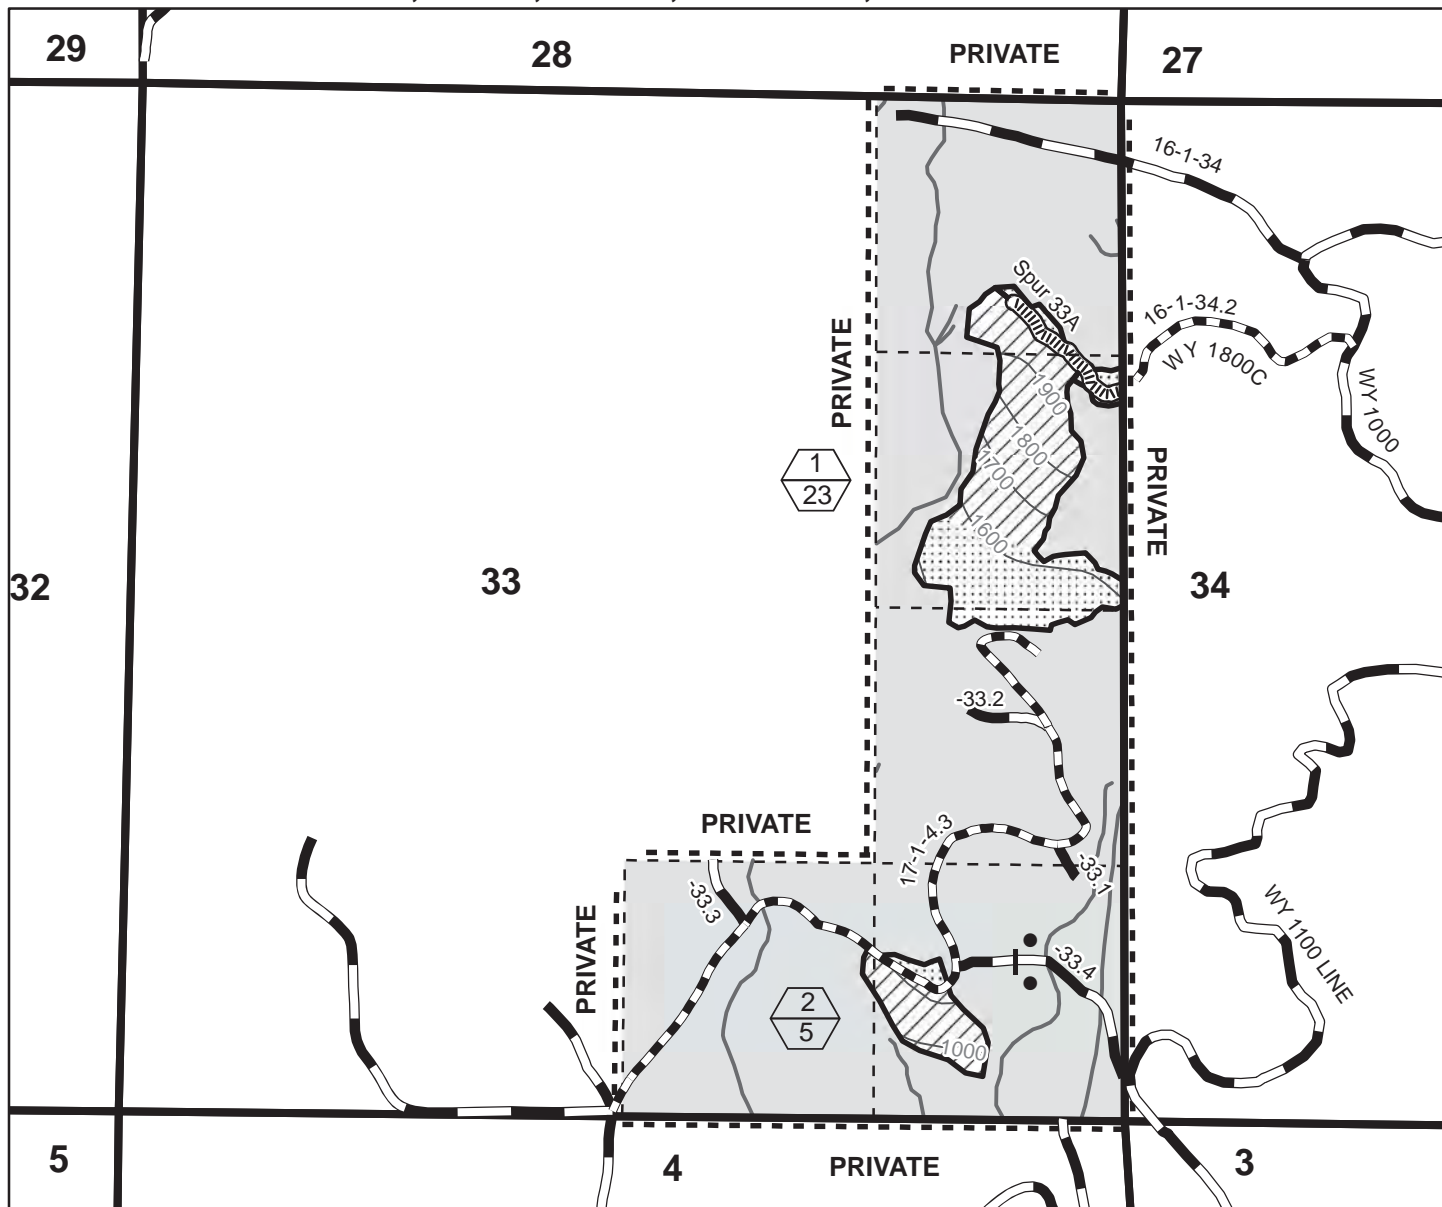 29
28
PRIVATE
27
16-1-34
Spur 33A
16-1-34.2
WY 1800C
PRIVATE
1900
WY 1000
1800
1
23
1700
PRIVATE
1600
32
33
34
-33.2
PRIVATE
17-1-4.3
-33.1
-33.3
WY 1100 LINE
PRIVATE
-33.4
2
5
1000
5
4
PRIVATE
3